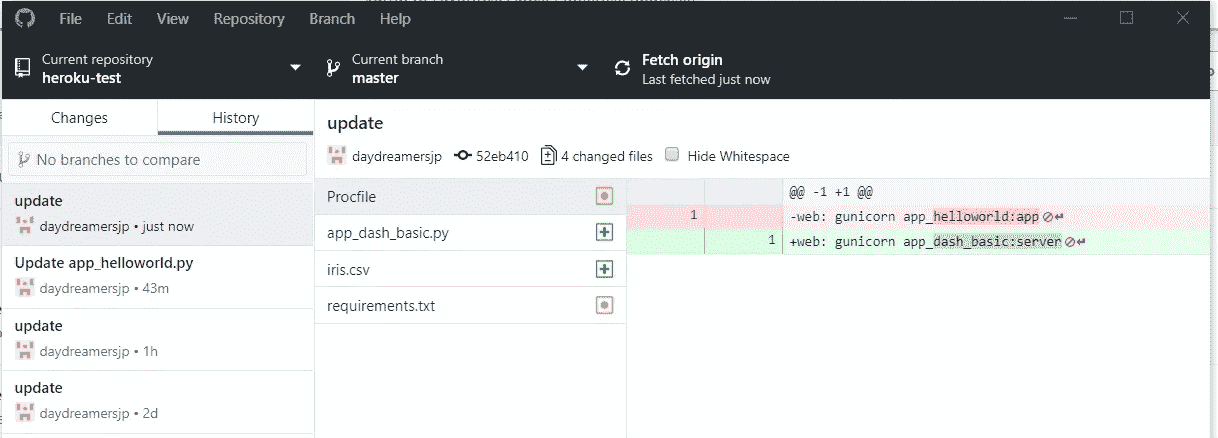 File Edit View Repository Branch Help
Current repository
heroku-test
Current branch
master
Fetch origin
Last fetched just now
Changes History
No branches to compare
update
daydreamersjp • just now
Update app_helloworld.py
daydreamersjp • 43m
update
daydreamersjp • 1h
update
daydreamersjp • 2d
update
daydreamersjp 52eb410 4 changed files Hide Whitespace
Procfile
app_dash_basic.py
iris.csv
requirements.txt
@@ -1 +1 @@
1 -web: gunicorn app_helloworld:app
1 +web: gunicorn app_dash_basic:server